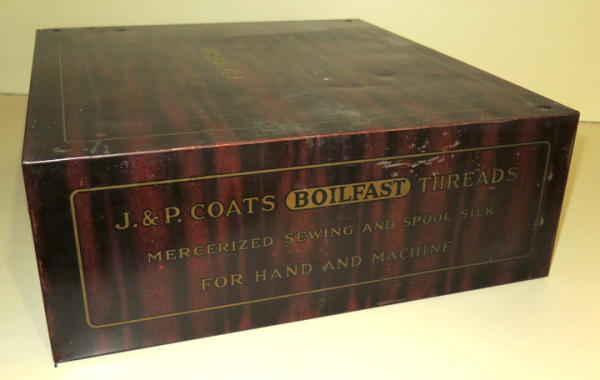 J. & P. COATS BOILFAST THREADS
MERCERIZED SEWING AND SPOOL SILK
FOR HAND AND MACHINE